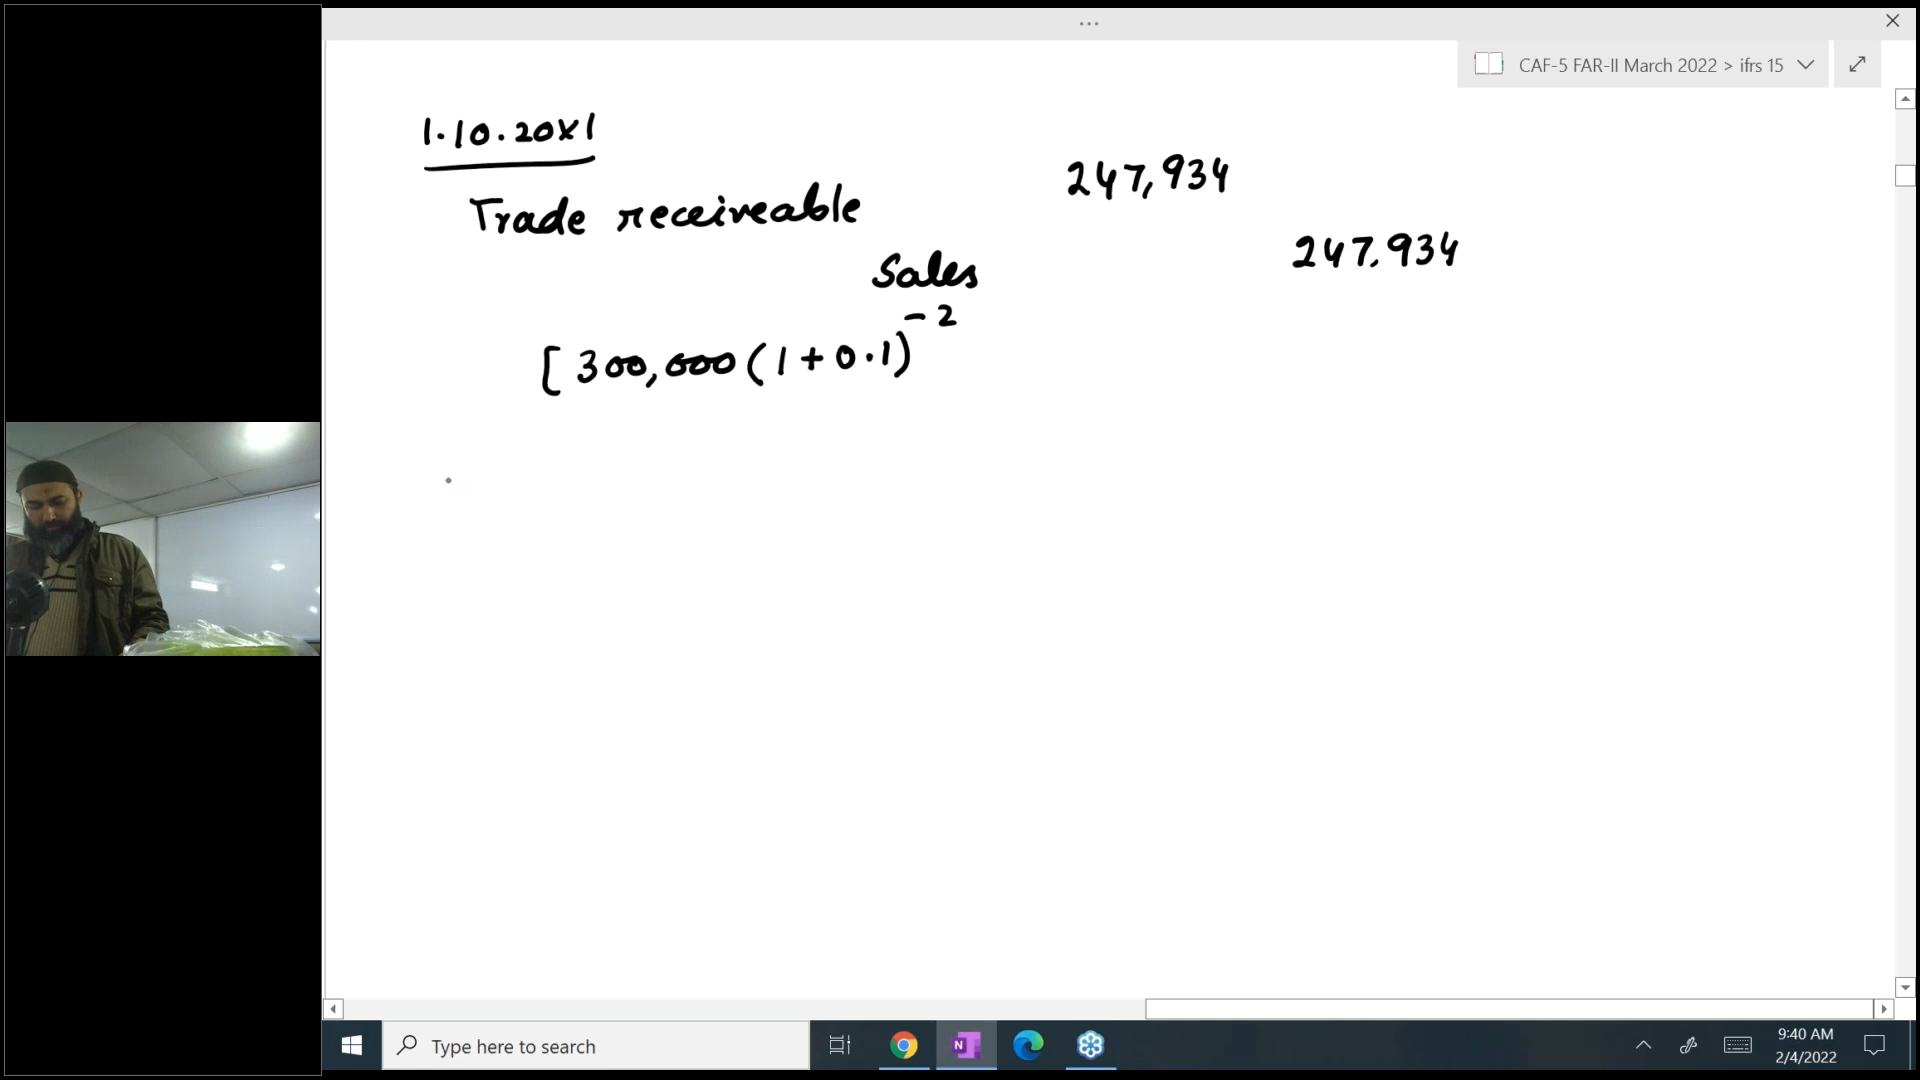 ...
CAF-5 FAR-II March 2022 > ifrs 15
1.10.20x1
Trade receiveable 247,934
Sales 247.934
[300,000(1+0.1)⁻²
Type here to search
N
9:40 AM
2/4/2022